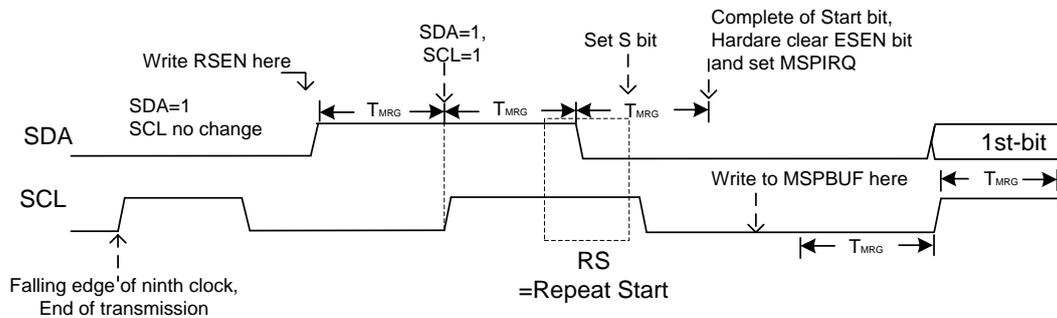 Complete of Start bit,
Hardare clear ESEN bit
and set MSPIRQ
SDA=1,
SCL=1
Set S bit
Write RSEN here
SDA=1
SCL no change
TMRG
TMRG
TMRG
SDA
1st-bit
SCL
Write to MSPBUF here
TMRG
TMRG
RS
=Repeat Start
Falling edge of ninth clock,
End of transmission